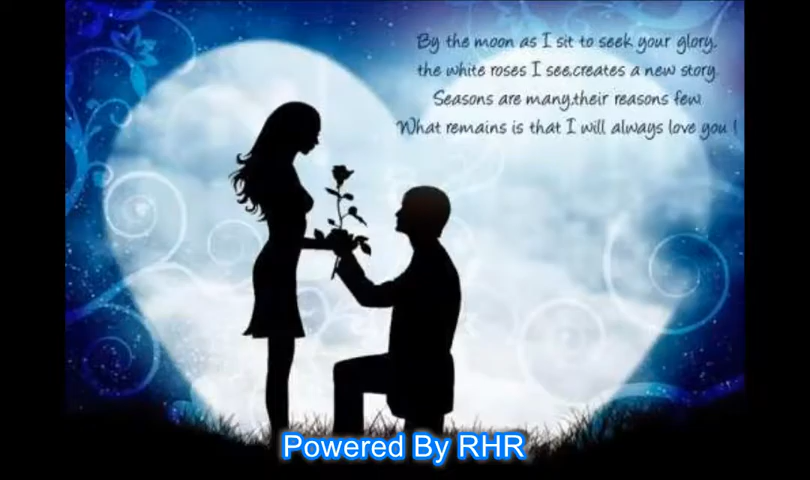 By the moon as I sit to seek your glory,
the white roses I see,creates a new story.
Seasons are many,their reasons few
What remains is that I will always love you !
Powered By RHR